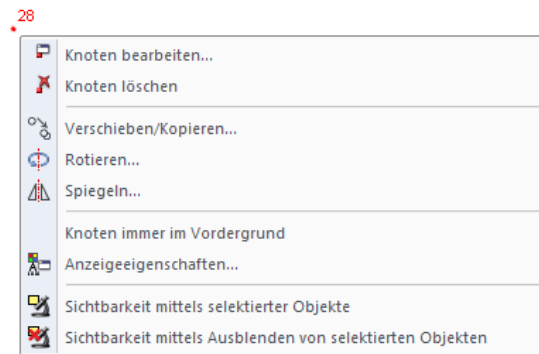 28
Knoten bearbeiten...
Knoten löschen
Verschieben/Kopieren...
Rotieren...
Spiegeln...
Knoten immer im Vordergrund
Anzeigeeigenschaften...
Sichtbarkeit mittels selektierter Objekte
Sichtbarkeit mittels Ausblenden von selektierten Objekten